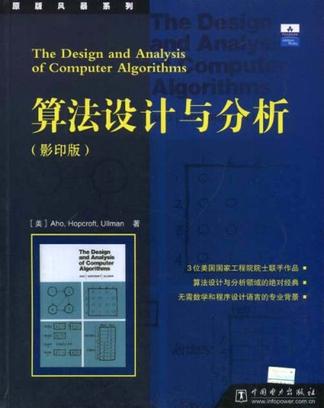 原版风暴系列
The Design and Analysis
of Computer Algorithms
算法设计与分析
（影印版）
[美] Aho, Hopcroft, Ullman 著
The Design
and Analysis
of Computer
Algorithms
3位美国国家工程院院士联手作品
算法设计与分析领域的绝对经典
无需数学和程序设计语言的专业背景
中国电力出版社
www.infopower.com.cn